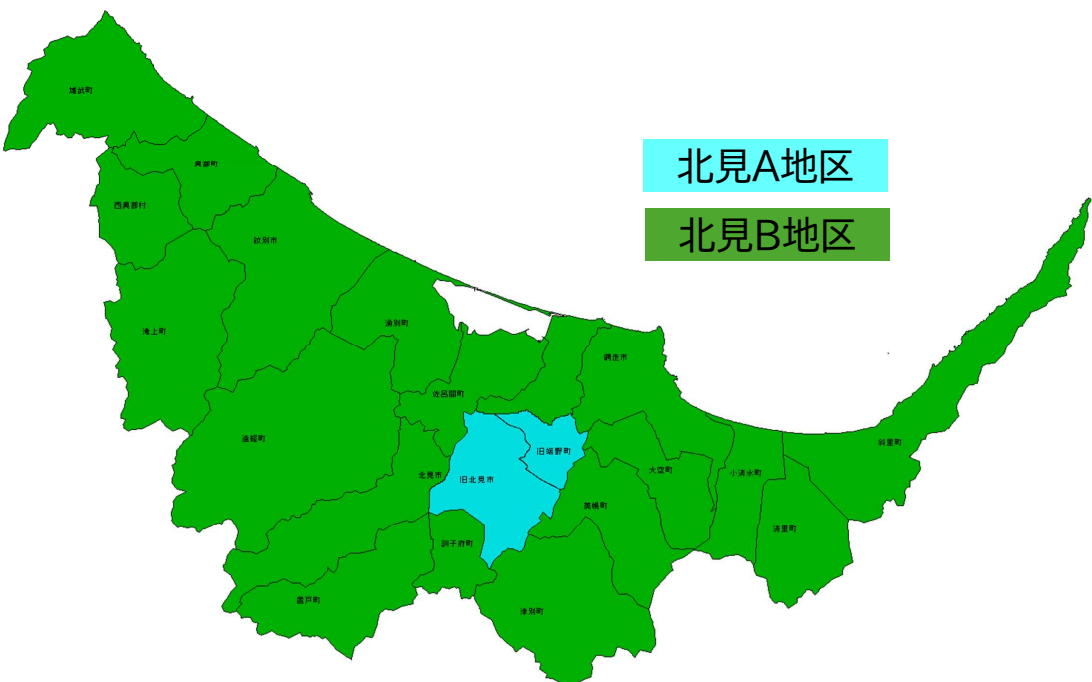 雄武町
北見A地区
興部町
西興部村
北見B地区
紋別市
湧別町
滝上町
網走市
佐呂間町
遠軽町
斜里町
旧端野町
大空町
小清水町
北見市
旧北見市
美幌町
清里町
訓子府町
置戸町
津別町